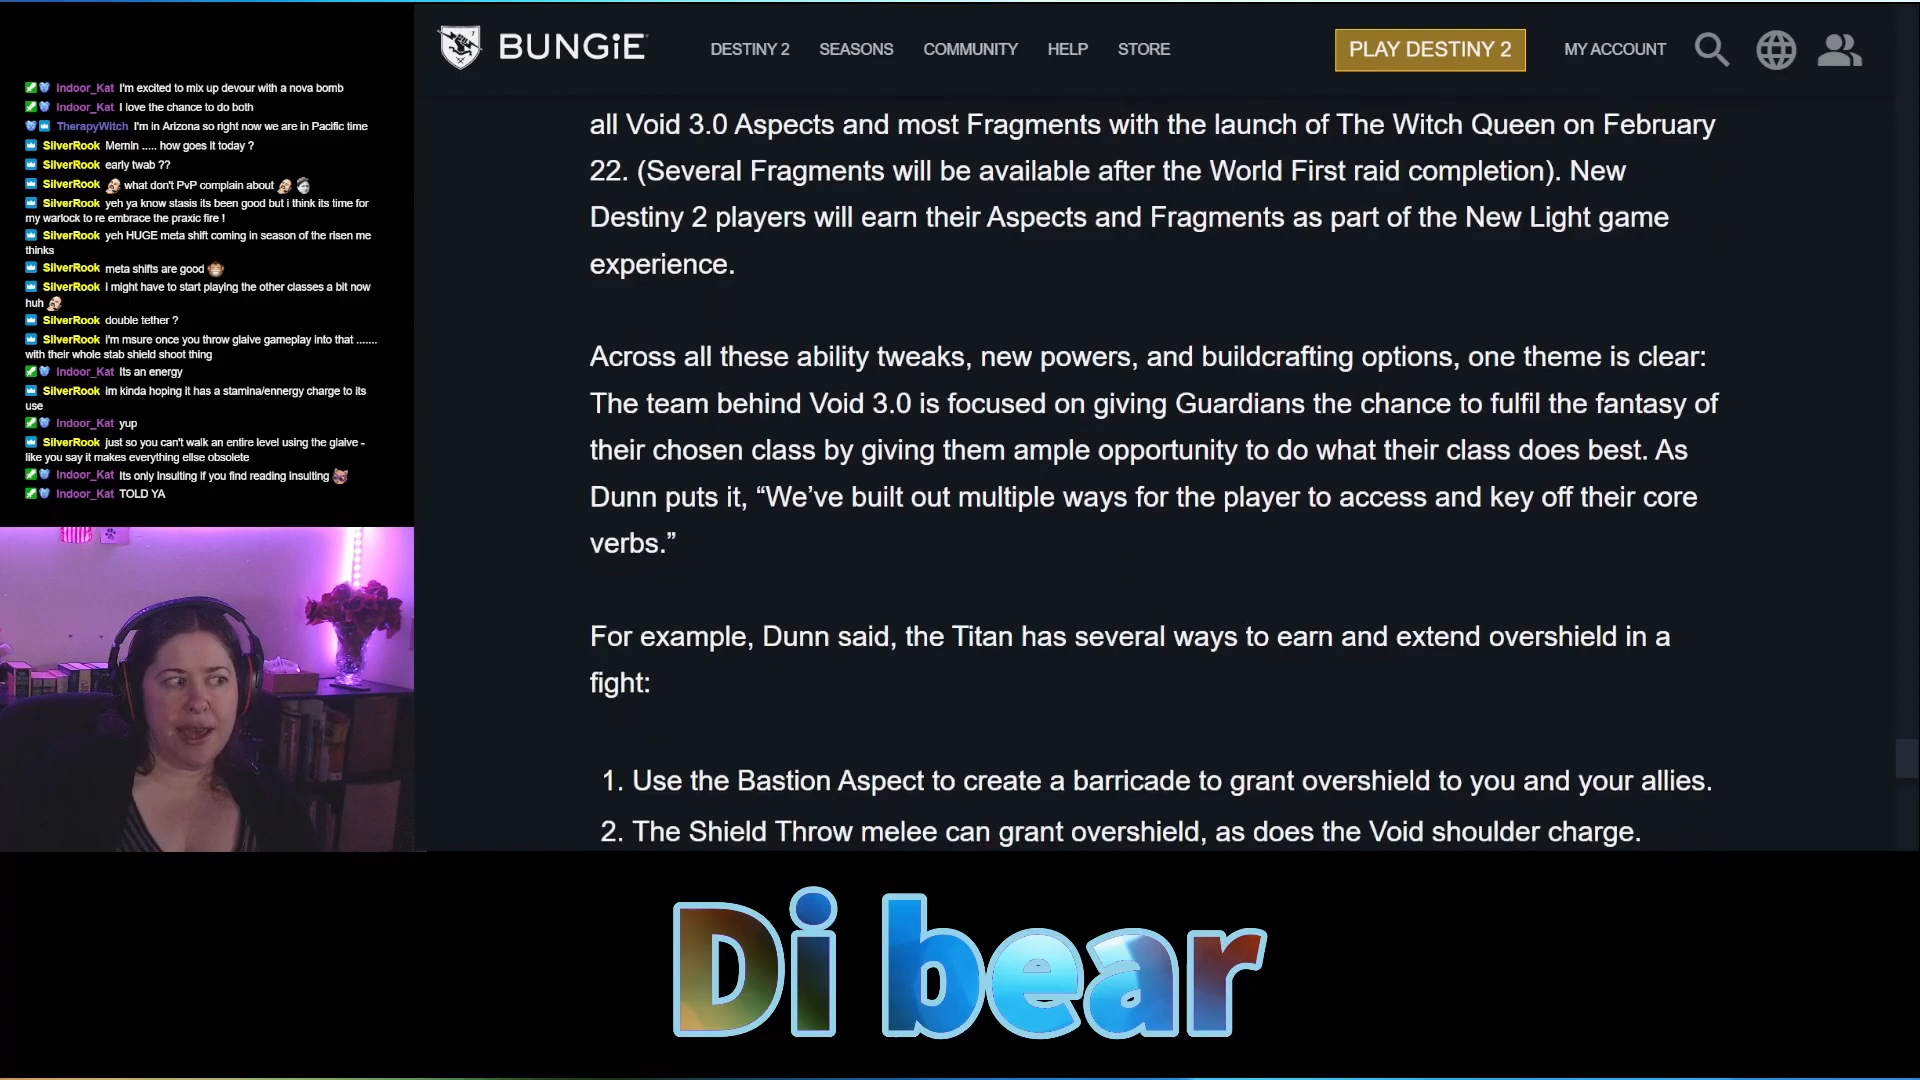 BUNGiE
DESTINY 2 SEASONS COMMUNITY HELP STORE
PLAY DESTINY 2
MY ACCOUNT
Indoor_Kat I'm excited to mix up devour with a nova bomb
Indoor_Kat I love the chance to do both
TherapyWitch I'm in Arizona so right now we are in Pacific time
SilverRook Mernin ..... how goes it today ?
SilverRook early twab ??
SilverRook what don't PvP complain about
SilverRook yeh ya know stasis its been good but i think its time for
my warlock to re embrace the praxic fire !
SilverRook yeh HUGE meta shift coming in season of the risen me
thinks
SilverRook meta shifts are good
SilverRook i might have to start playing the other classes a bit now
huh
SilverRook double tether ?
SilverRook I'm msure once you throw glaive gameplay into that .......
with their whole stab shield shoot thing
Indoor_Kat Its an energy
SilverRook im kinda hoping it has a stamina/ennergy charge to its
use
Indoor_Kat yup
SilverRook just so you can't walk an entire level using the glaive -
like you say it makes everything ellse obsolete
Indoor_Kat Its only insulting if you find reading insulting
Indoor_Kat TOLD YA
all Void 3.0 Aspects and most Fragments with the launch of The Witch Queen on February
22. (Several Fragments will be available after the World First raid completion). New
Destiny 2 players will earn their Aspects and Fragments as part of the New Light game
experience.
Across all these ability tweaks, new powers, and buildcrafting options, one theme is clear:
The team behind Void 3.0 is focused on giving Guardians the chance to fulfil the fantasy of
their chosen class by giving them ample opportunity to do what their class does best. As
Dunn puts it, “We’ve built out multiple ways for the player to access and key off their core
verbs.”
For example, Dunn said, the Titan has several ways to earn and extend overshield in a
fight:
1. Use the Bastion Aspect to create a barricade to grant overshield to you and your allies.
2. The Shield Throw melee can grant overshield, as does the Void shoulder charge.
Di bear